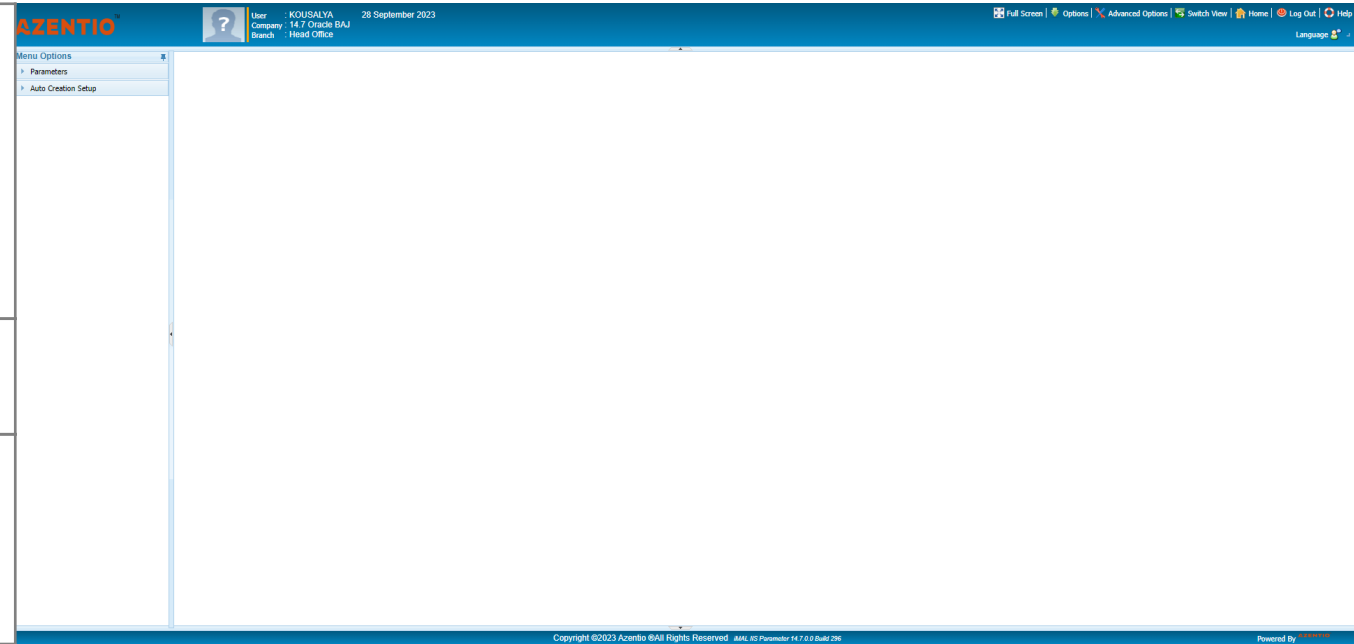 AZENTIO
?
User : KOUSALYA 28 September 2023
Company : 14.7 Oracle BAJ
Branch : Head Office
Full Screen | Options | Advanced Options | Switch View | Home | Log Out | Help
Language
Menu Options
Parameters
Auto Creation Setup
Copyright ©2023 Azentio ®All Rights Reserved iMAL IIS Parameter 14.7.0.0 Build 296
Powered By AZENTIO